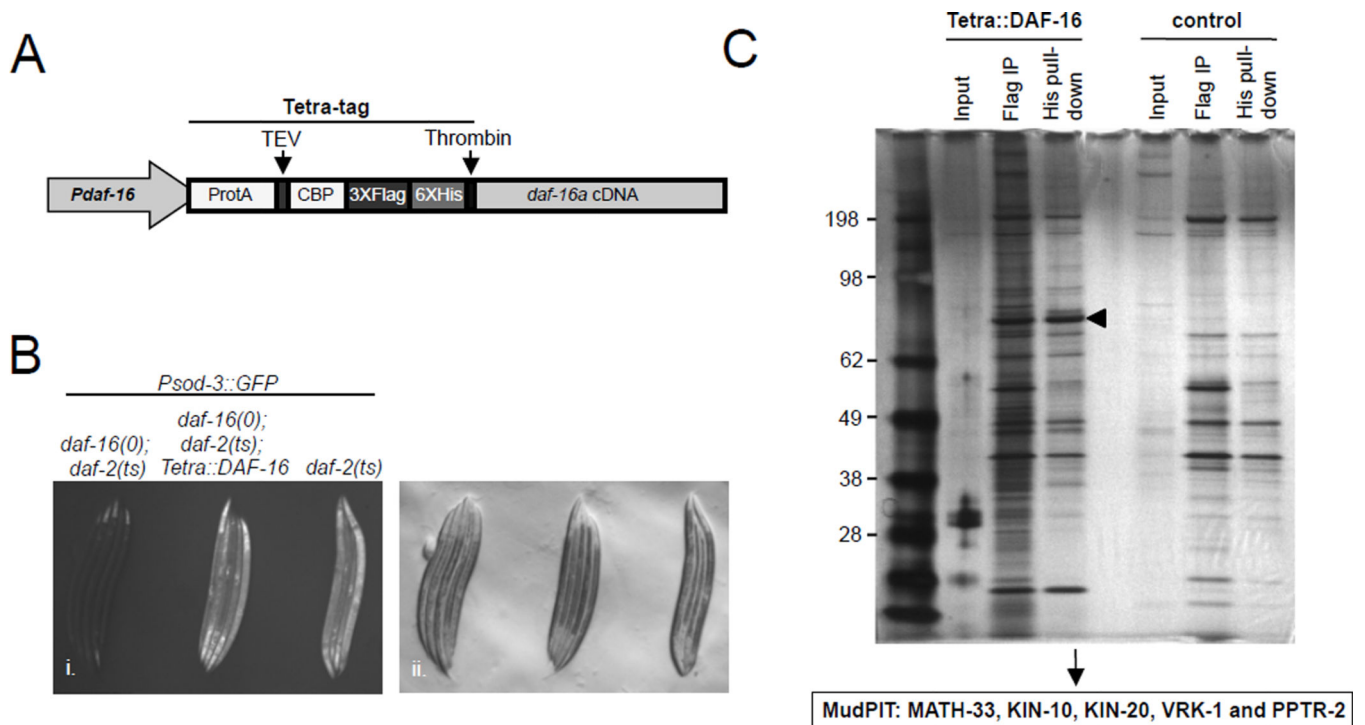 A
Tetra-tag
TEV
Thrombin
Pdaf-16
ProtA
CBP
3XFlag
6XHis
daf-16a cDNA
B
Psod-3::GFP
daf-16(0);
daf-2(ts)
daf-16(0);
daf-2(ts);
Tetra::DAF-16
daf-2(ts)
i.
ii.
C
Tetra::DAF-16
control
Input
Flag IP
His pull-
down
Input
Flag IP
His pull-
down
198
98
62
49
38
28
MudPIT: MATH-33, KIN-10, KIN-20, VRK-1 and PPTR-2